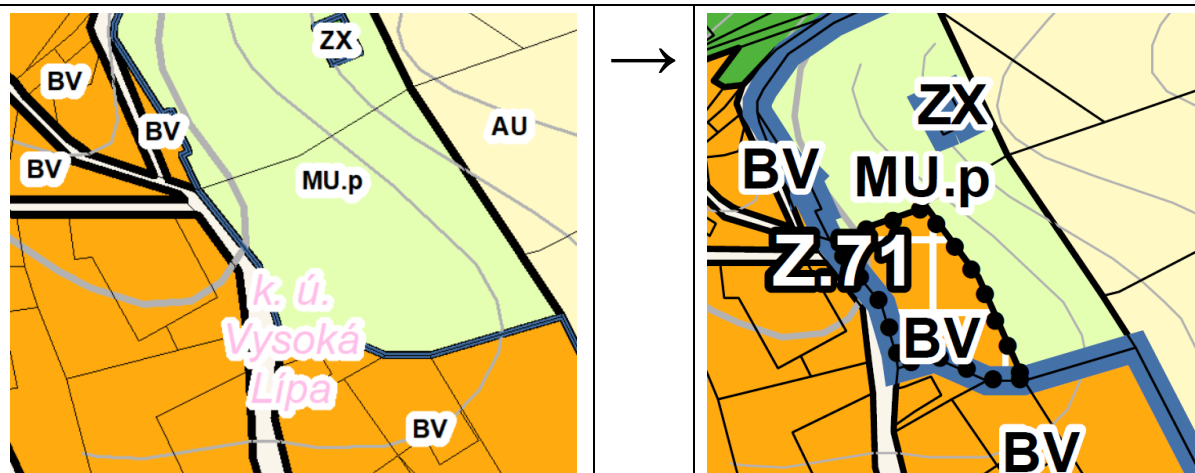 ZX
BV
BV
AU
BV
MU.p
k. ú.
Vysoká
Lípa
BV
→
ZX
BV
MU.p
Z.71
BV
BV